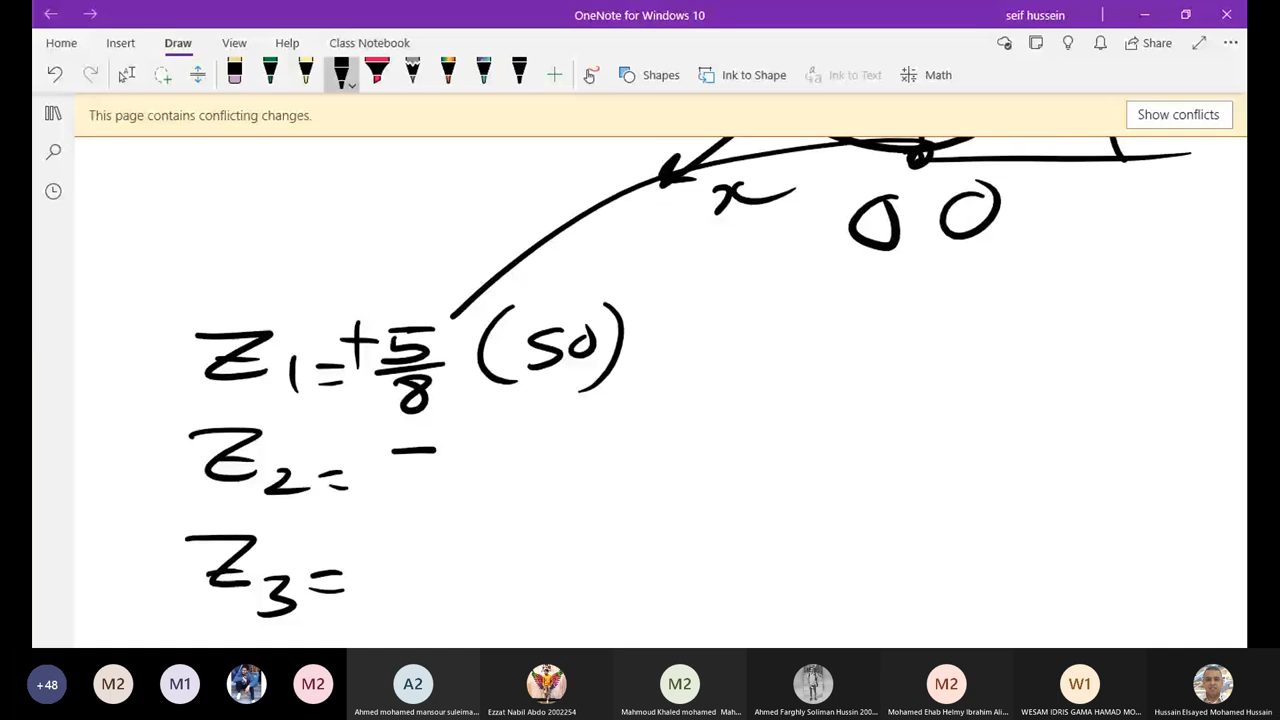 OneNote for Windows 10
seif hussein
Home Insert Draw View Help Class Notebook
Share
Shapes Ink to Shape Ink to Text Math
This page contains conflicting changes.
Show conflicts
x 0 0
Z1 = + 5/8 (50)
Z2 = -
Z3 =
+48 M2 M1 M2 A2 M2 M2 W1
Ahmed mohamed mansour suleima...
Ezzat Nabil Abdo 2002254
Mahmoud Khaled mohamed Mah...
Ahmed Farghly Soliman Hussin 200...
Mohamed Ehab Helmy Ibrahim Ali...
WESAM IDRIS GAMA HAMAD MO...
Hussain Elsayed Mohamed Hussain